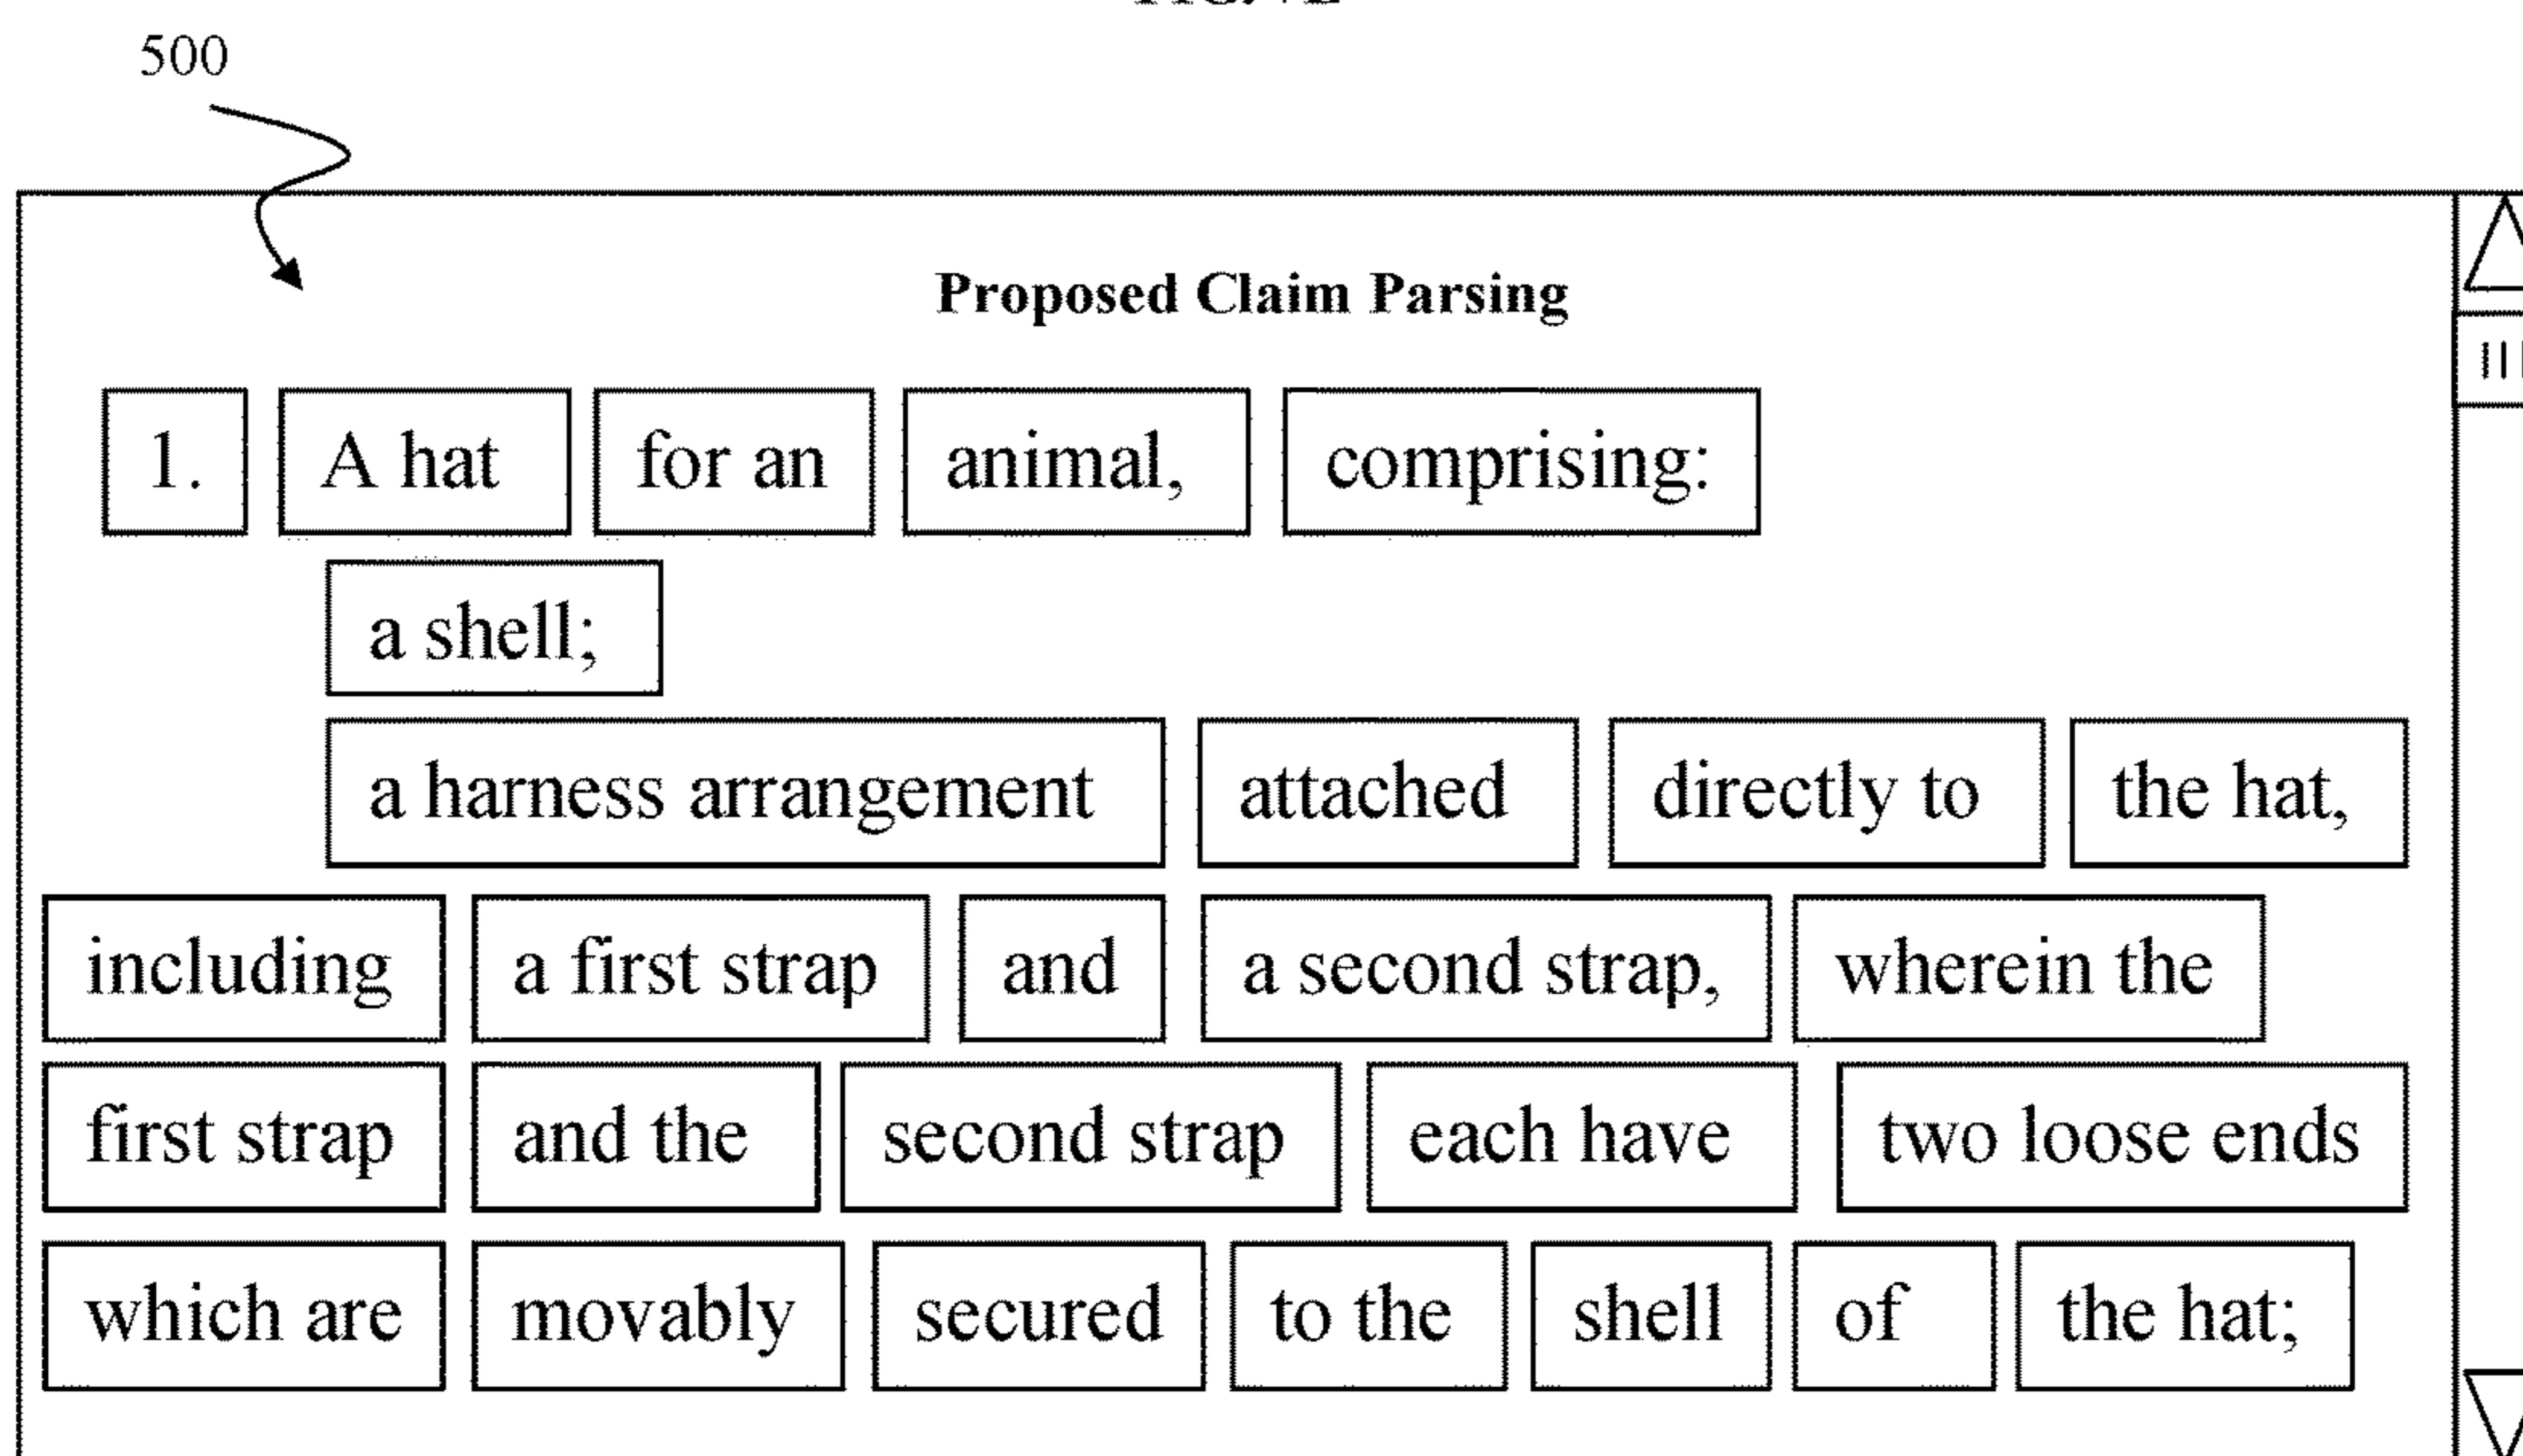 500
Proposed Claim Parsing
1. A hat for an animal, comprising:
a shell;
a harness arrangement attached directly to the hat,
including a first strap and a second strap, wherein the
first strap and the second strap each have two loose ends
which are movably secured to the shell of the hat;